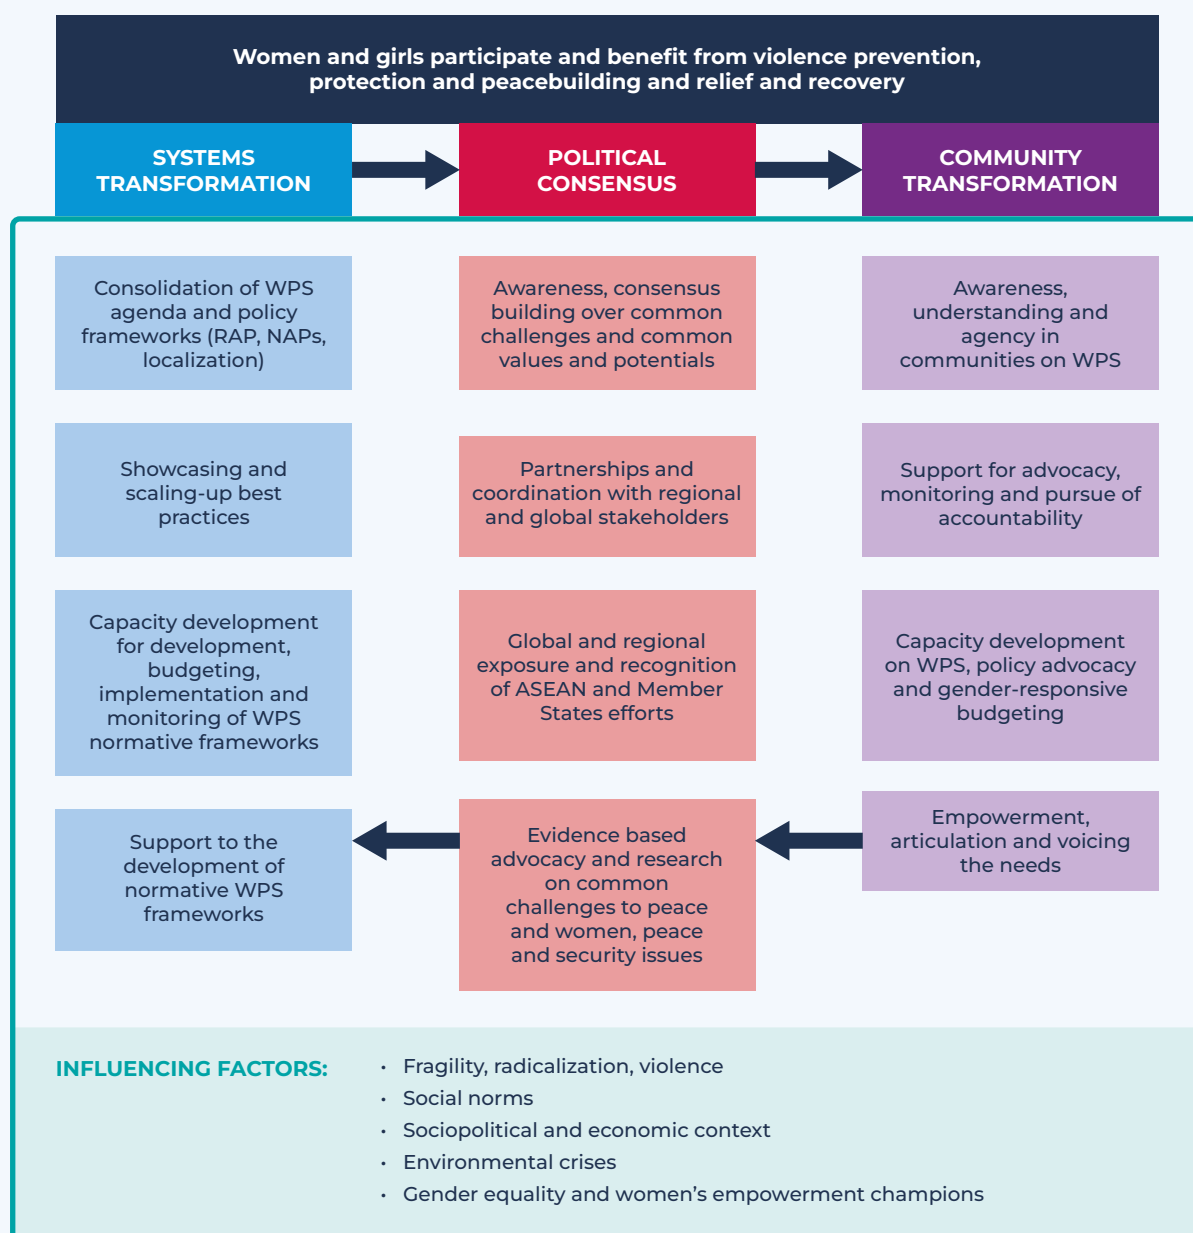 Women and girls participate and benefit from violence prevention,
protection and peacebuilding and relief and recovery
SYSTEMS
TRANSFORMATION
POLITICAL
CONSENSUS
COMMUNITY
TRANSFORMATION
Consolidation of WPS
agenda and policy
frameworks (RAP, NAPs,
localization)
Awareness, consensus
building over common
challenges and common
values and potentials
Awareness,
understanding and
agency in
communities on WPS
Showcasing and
scaling-up best
practices
Partnerships and
coordination with regional
and global stakeholders
Support for advocacy,
monitoring and pursue of
accountability
Capacity development
for development,
budgeting,
implementation and
monitoring of WPS
normative frameworks
Global and regional
exposure and recognition
of ASEAN and Member
States efforts
Capacity development
on WPS, policy advocacy
and gender-responsive
budgeting
Support to the
development of
normative WPS
frameworks
Evidence based
advocacy and research
on common
challenges to peace
and women, peace
and security issues
Empowerment,
articulation and voicing
the needs
INFLUENCING FACTORS:
• Fragility, radicalization, violence
• Social norms
• Sociopolitical and economic context
• Environmental crises
• Gender equality and women’s empowerment champions